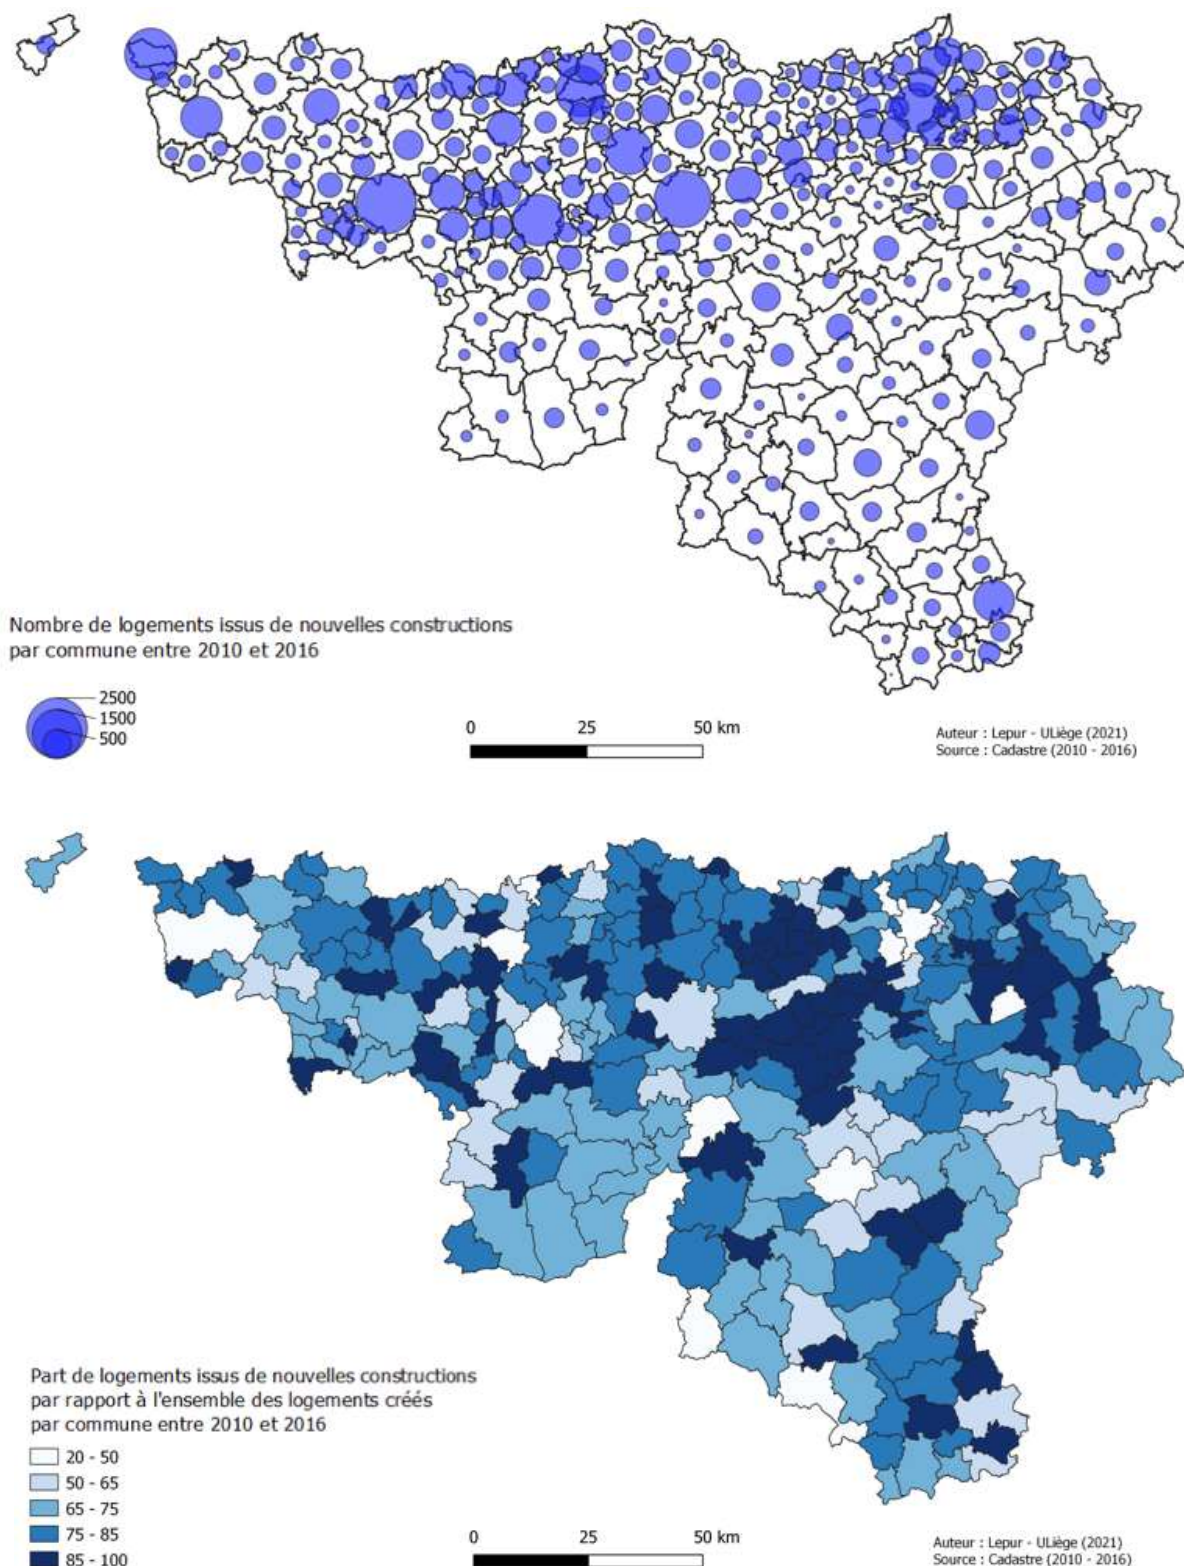 Nombre de logements issus de nouvelles constructions
par commune entre 2010 et 2016
2500
1500
500
0 25 50 km
Auteur : Lepur - ULiège (2021)
Source : Cadastre (2010 - 2016)
Part de logements issus de nouvelles constructions
par rapport à l'ensemble des logements créés
par commune entre 2010 et 2016
20 - 50
50 - 65
65 - 75
75 - 85
85 - 100
0 25 50 km
Auteur : Lepur - ULiège (2021)
Source : Cadastre (2010 - 2016)